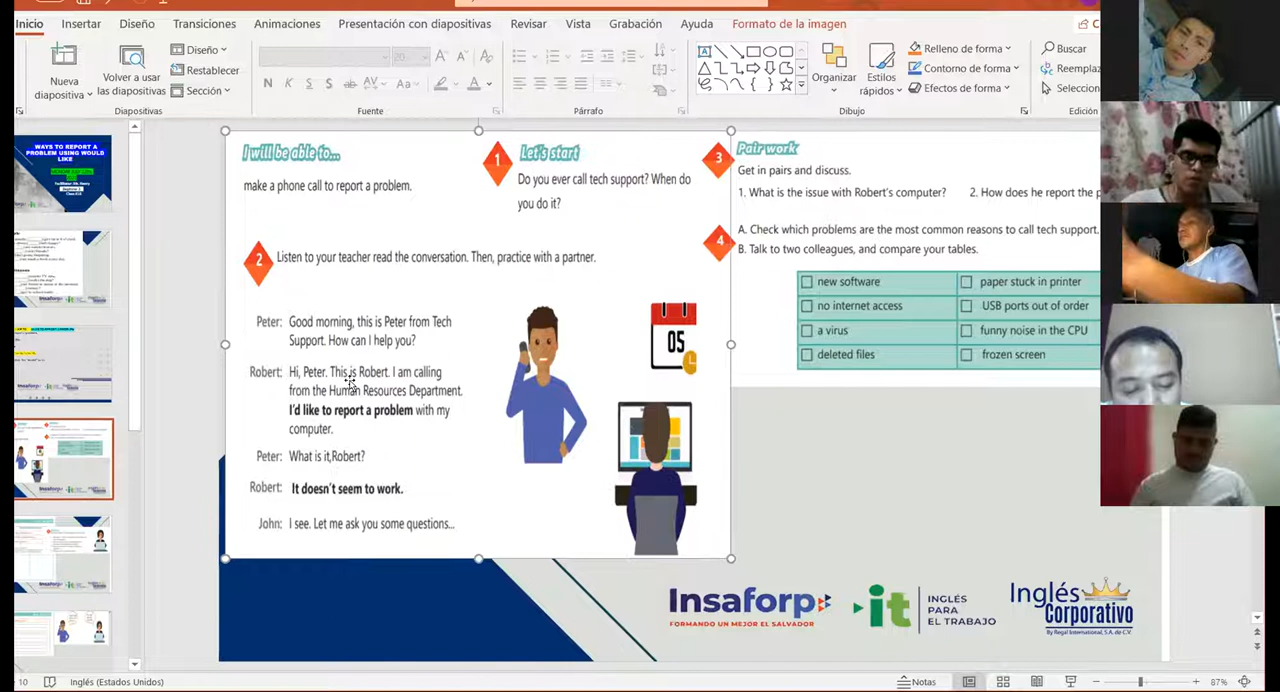 Inicio Insertar Diseño Transiciones Animaciones Presentación con diapositivas Revisar Vista Grabación Ayuda Formato de la imagen
Nueva
diapositiva
Volver a usar
las diapositivas
Diseño
Restablecer
Sección
Diapositivas
N K S S ab AV Aa A
Fuente
Párrafo
Organizar
Estilos
rápidos
Relleno de forma
Contorno de forma
Efectos de forma
Dibujo
Buscar
Reemplaz
Seleccion
Edición
WAYS TO REPORT A
PROBLEM USING WOULD
LIKE
I will be able to...
make a phone call to report a problem.
1
Let's start
Do you ever call tech support? When do
you do it?
2
Listen to your teacher read the conversation. Then, practice with a partner.
Peter: Good morning, this is Peter from Tech
Support. How can I help you?
Robert: Hi, Peter. This is Robert. I am calling
from the Human Resources Department.
I'd like to report a problem with my
computer.
Peter: What is it,Robert?
Robert: It doesn't seem to work.
John: I see. Let me ask you some questions...
05
3
Pair work
Get in pairs and discuss.
1. What is the issue with Robert's computer? 2. How does he report the p
4
A. Check which problems are the most common reasons to call tech support.
B. Talk to two colleagues, and compare your tables.
new software paper stuck in printer
no internet access USB ports out of order
a virus funny noise in the CPU
deleted files frozen screen
Insaforp
FORMANDO UN MEJOR EL SALVADOR
it
INGLÉS
PARA
EL TRABAJO
Inglés
Corporativo
By Regal International, S.A. de C.V.
10 Inglés (Estados Unidos) Notas 87%